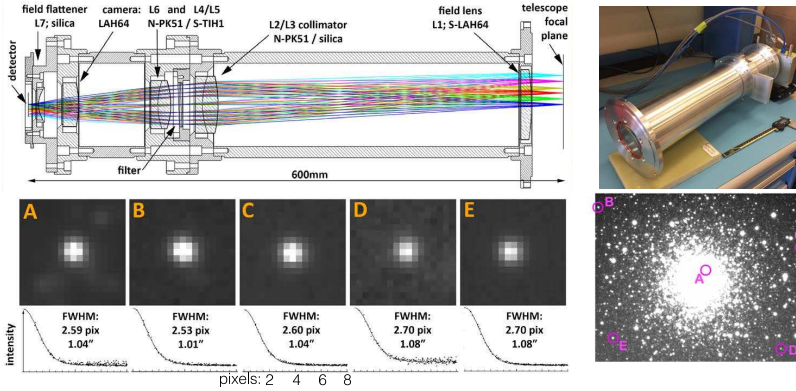 field flattener
L7; silica
camera:
LAH64
L6 and L4/L5
N-PK51 / S-TIH1
L2/L3 collimator
N-PK51 / silica
field lens
L1; S-LAH64
telescope
focal
plane
detector
filter
600mm
A
B
C
D
E
FWHM:
2.59 pix
1.04”
FWHM:
2.53 pix
1.01”
FWHM:
2.60 pix
1.04”
FWHM:
2.70 pix
1.08”
FWHM:
2.70 pix
1.08”
intensity
pixels: 2 4 6 8
B
A
E
D